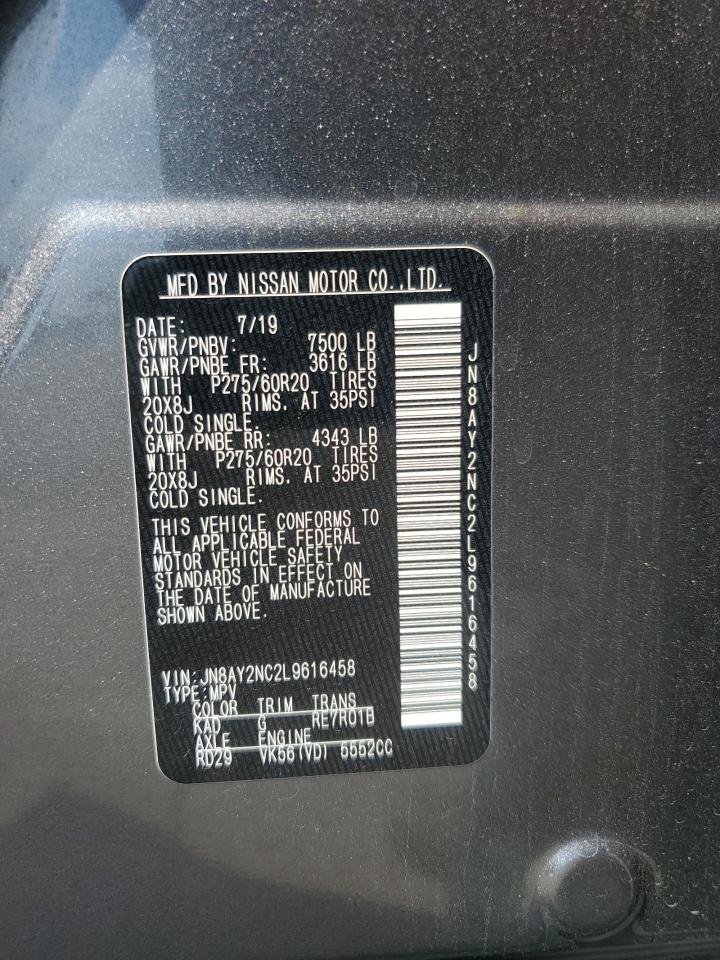 MFD BY NISSAN MOTOR CO.,LTD.
DATE: 7/19
GVWR/PNBV: 7500 LB
GAWR/PNBE FR: 3616 LB
WITH P275/60R20 TIRES
20X8J RIMS. AT 35PSI
COLD SINGLE.
GAWR/PNBE RR: 4343 LB
WITH P275/60R20 TIRES
20X8J RIMS. AT 35PSI
COLD SINGLE.
THIS VEHICLE CONFORMS TO
ALL APPLICABLE FEDERAL
MOTOR VEHICLE SAFETY
STANDARDS IN EFFECT ON
THE DATE OF MANUFACTURE
SHOWN ABOVE.
VIN:JN8AY2NC2L9616458
TYPE:MPV
COLOR TRIM TRANS
KAD G RE7R01B
AXLE ENGINE
RD29 VK56(VD) 5552CC
JN8AY2NC2L9616458